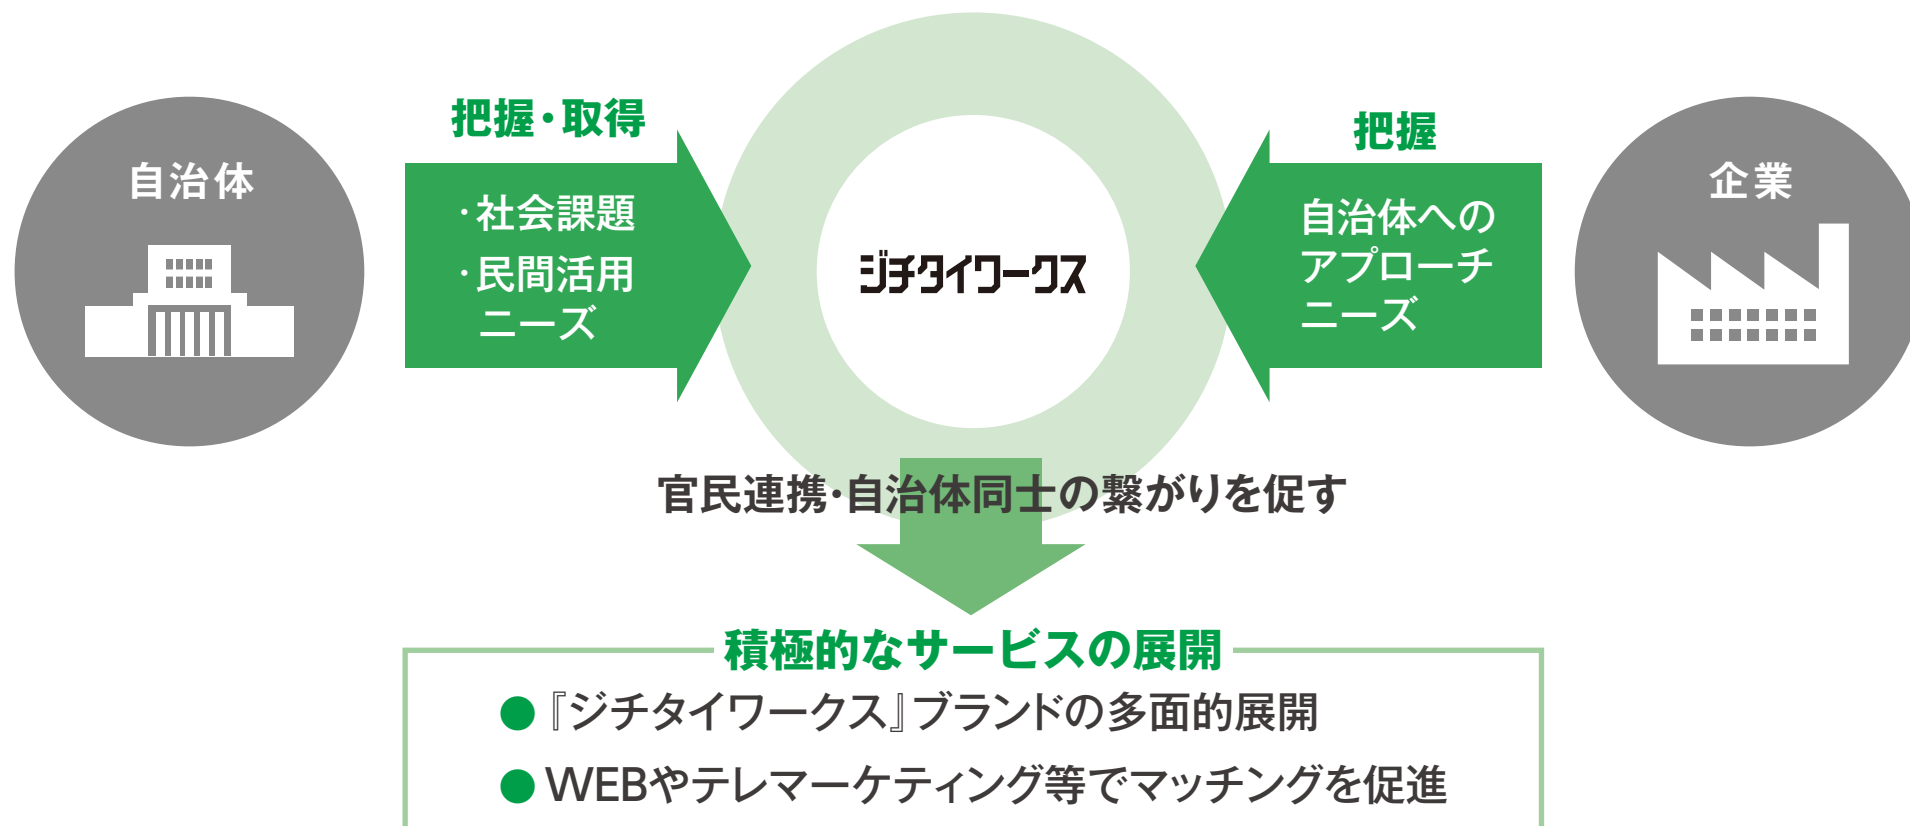 自治体
把握・取得
・社会課題
・民間活用
ニーズ
ジチタイワークス
把握
自治体への
アプローチ
ニーズ
企業
官民連携・自治体同士の繋がりを促す
積極的なサービスの展開
●『ジチタイワークス』ブランドの多面的展開
●WEBやテレマーケティング等でマッチングを促進